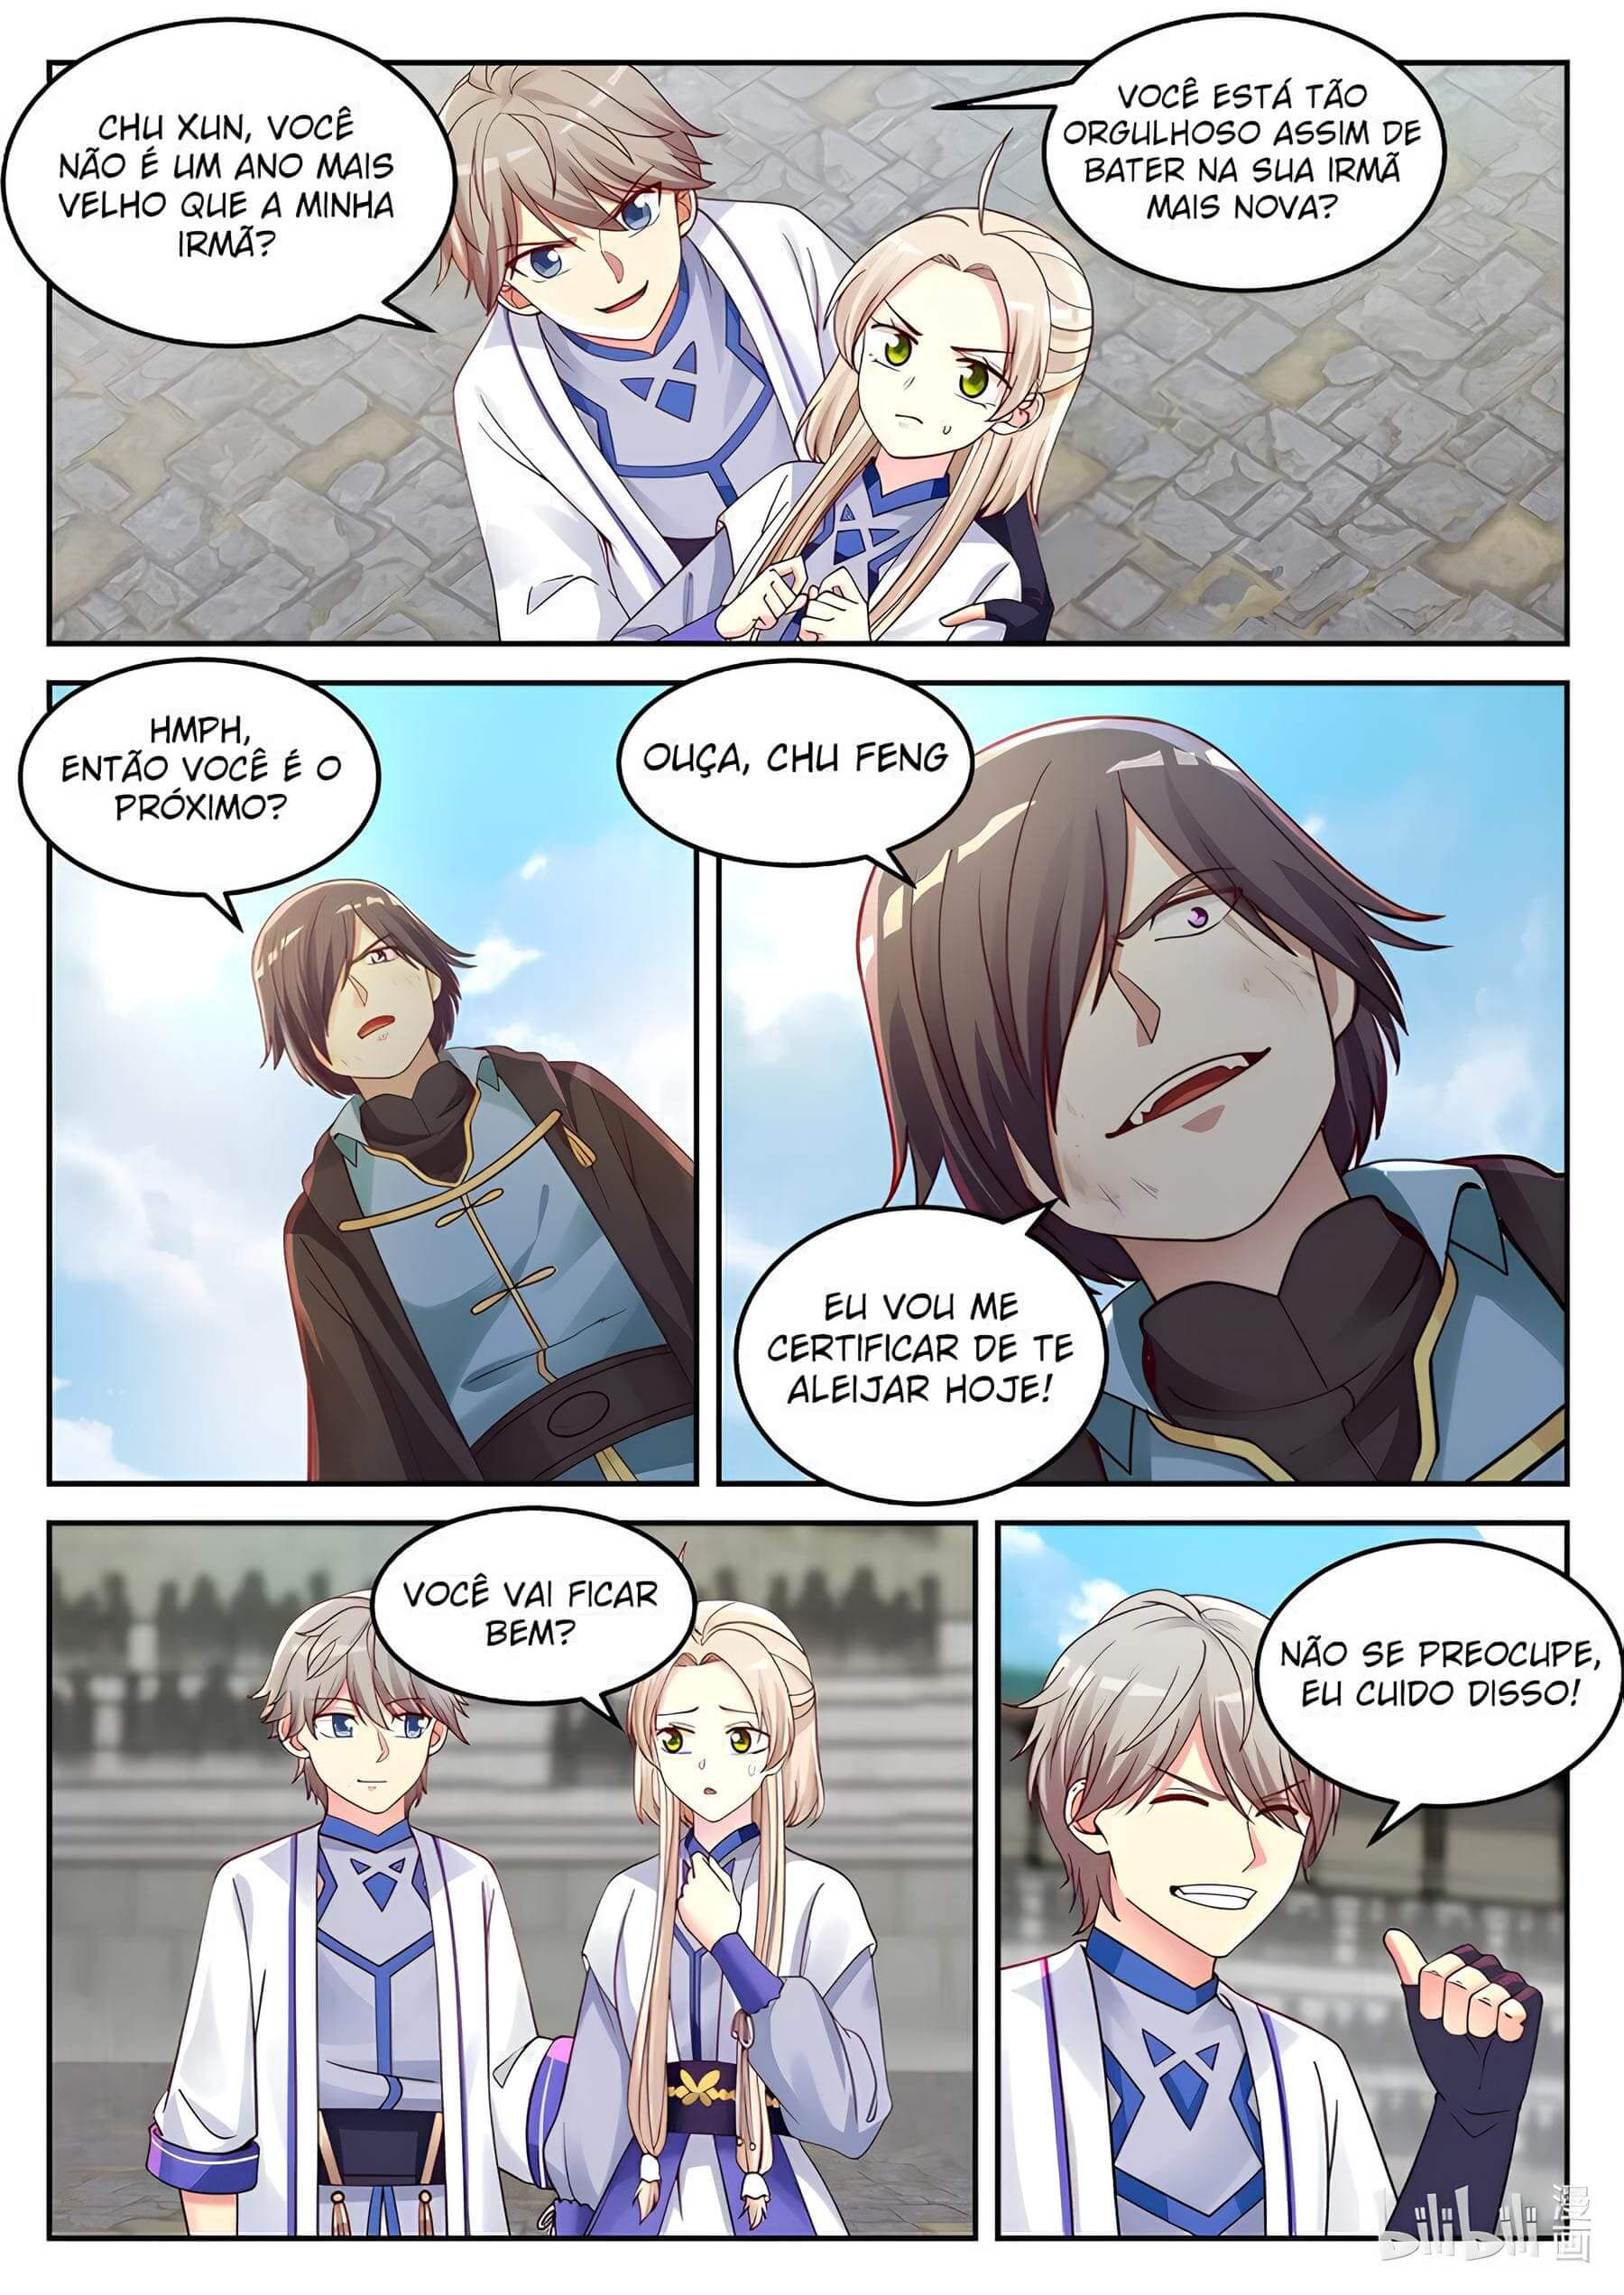 CHU XUN, VOCÊ
NÃO É UM ANO MAIS
VELHO QUE A MINHA
IRMÃ?
VOCÊ ESTÁ TÃO
ORGULHOSO ASSIM DE
BATER NA SUA IRMÃ
MAIS NOVA?
HMPH,
ENTÃO VOCÊ É O
PRÓXIMO?
OUÇA, CHU FENG
EU VOU ME
CERTIFICAR DE TE
ALEIJAR HOJE!
VOCÊ VAI FICAR
BEM?
NÃO SE PREOCUPE,
EU CUIDO DISSO!
bilibili 漫画